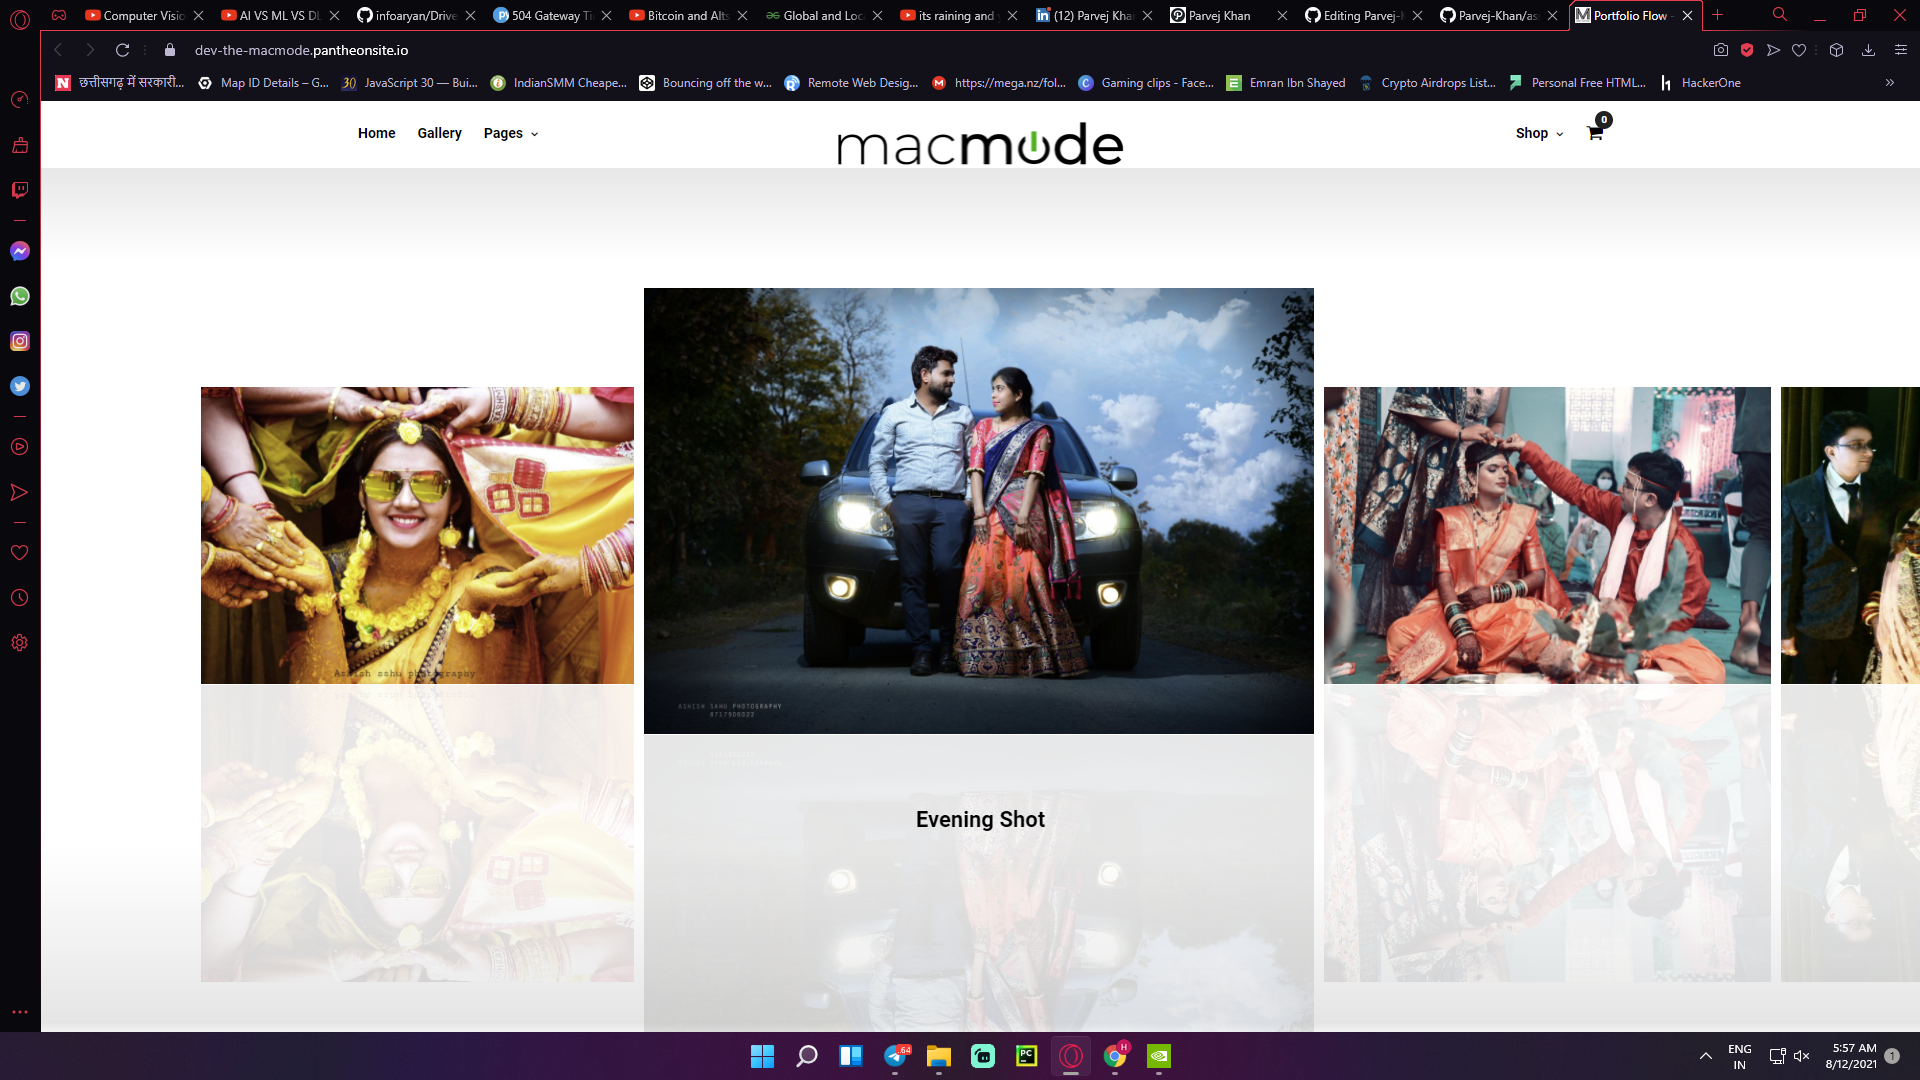 Computer Visio
AI VS ML VS DL
infoaryan/Drive
504 Gateway Ti
Bitcoin and Alts
Global and Loc
its raining and y
(12) Parvej Kha
Parvej Khan
Editing Parvej-K
Parvej-Khan/as
Portfolio Flow -
dev-the-macmode.pantheonsite.io
छत्तीसगढ़ में सरकारी...
Map ID Details – G...
30 JavaScript 30 — Bui...
IndianSMM Cheape...
Bouncing off the w...
Remote Web Desig...
https://mega.nz/fol...
Gaming clips - Face...
Emran Ibn Shayed
Crypto Airdrops List...
Personal Free HTML...
HackerOne
Home Gallery Pages
macmode
Shop 0
Ashish sahu photography
ASHISH SAHU PHOTOGRAPHY
Evening Shot
64
PC
H
ENG
IN
5:57 AM
8/12/2021
1